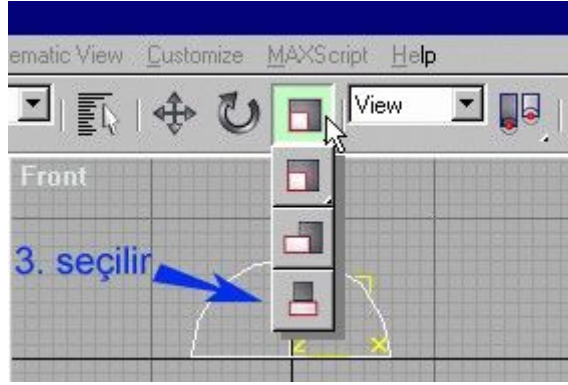 ematic View Customize MAXScript Help
View
Front
3. seçilir
z x